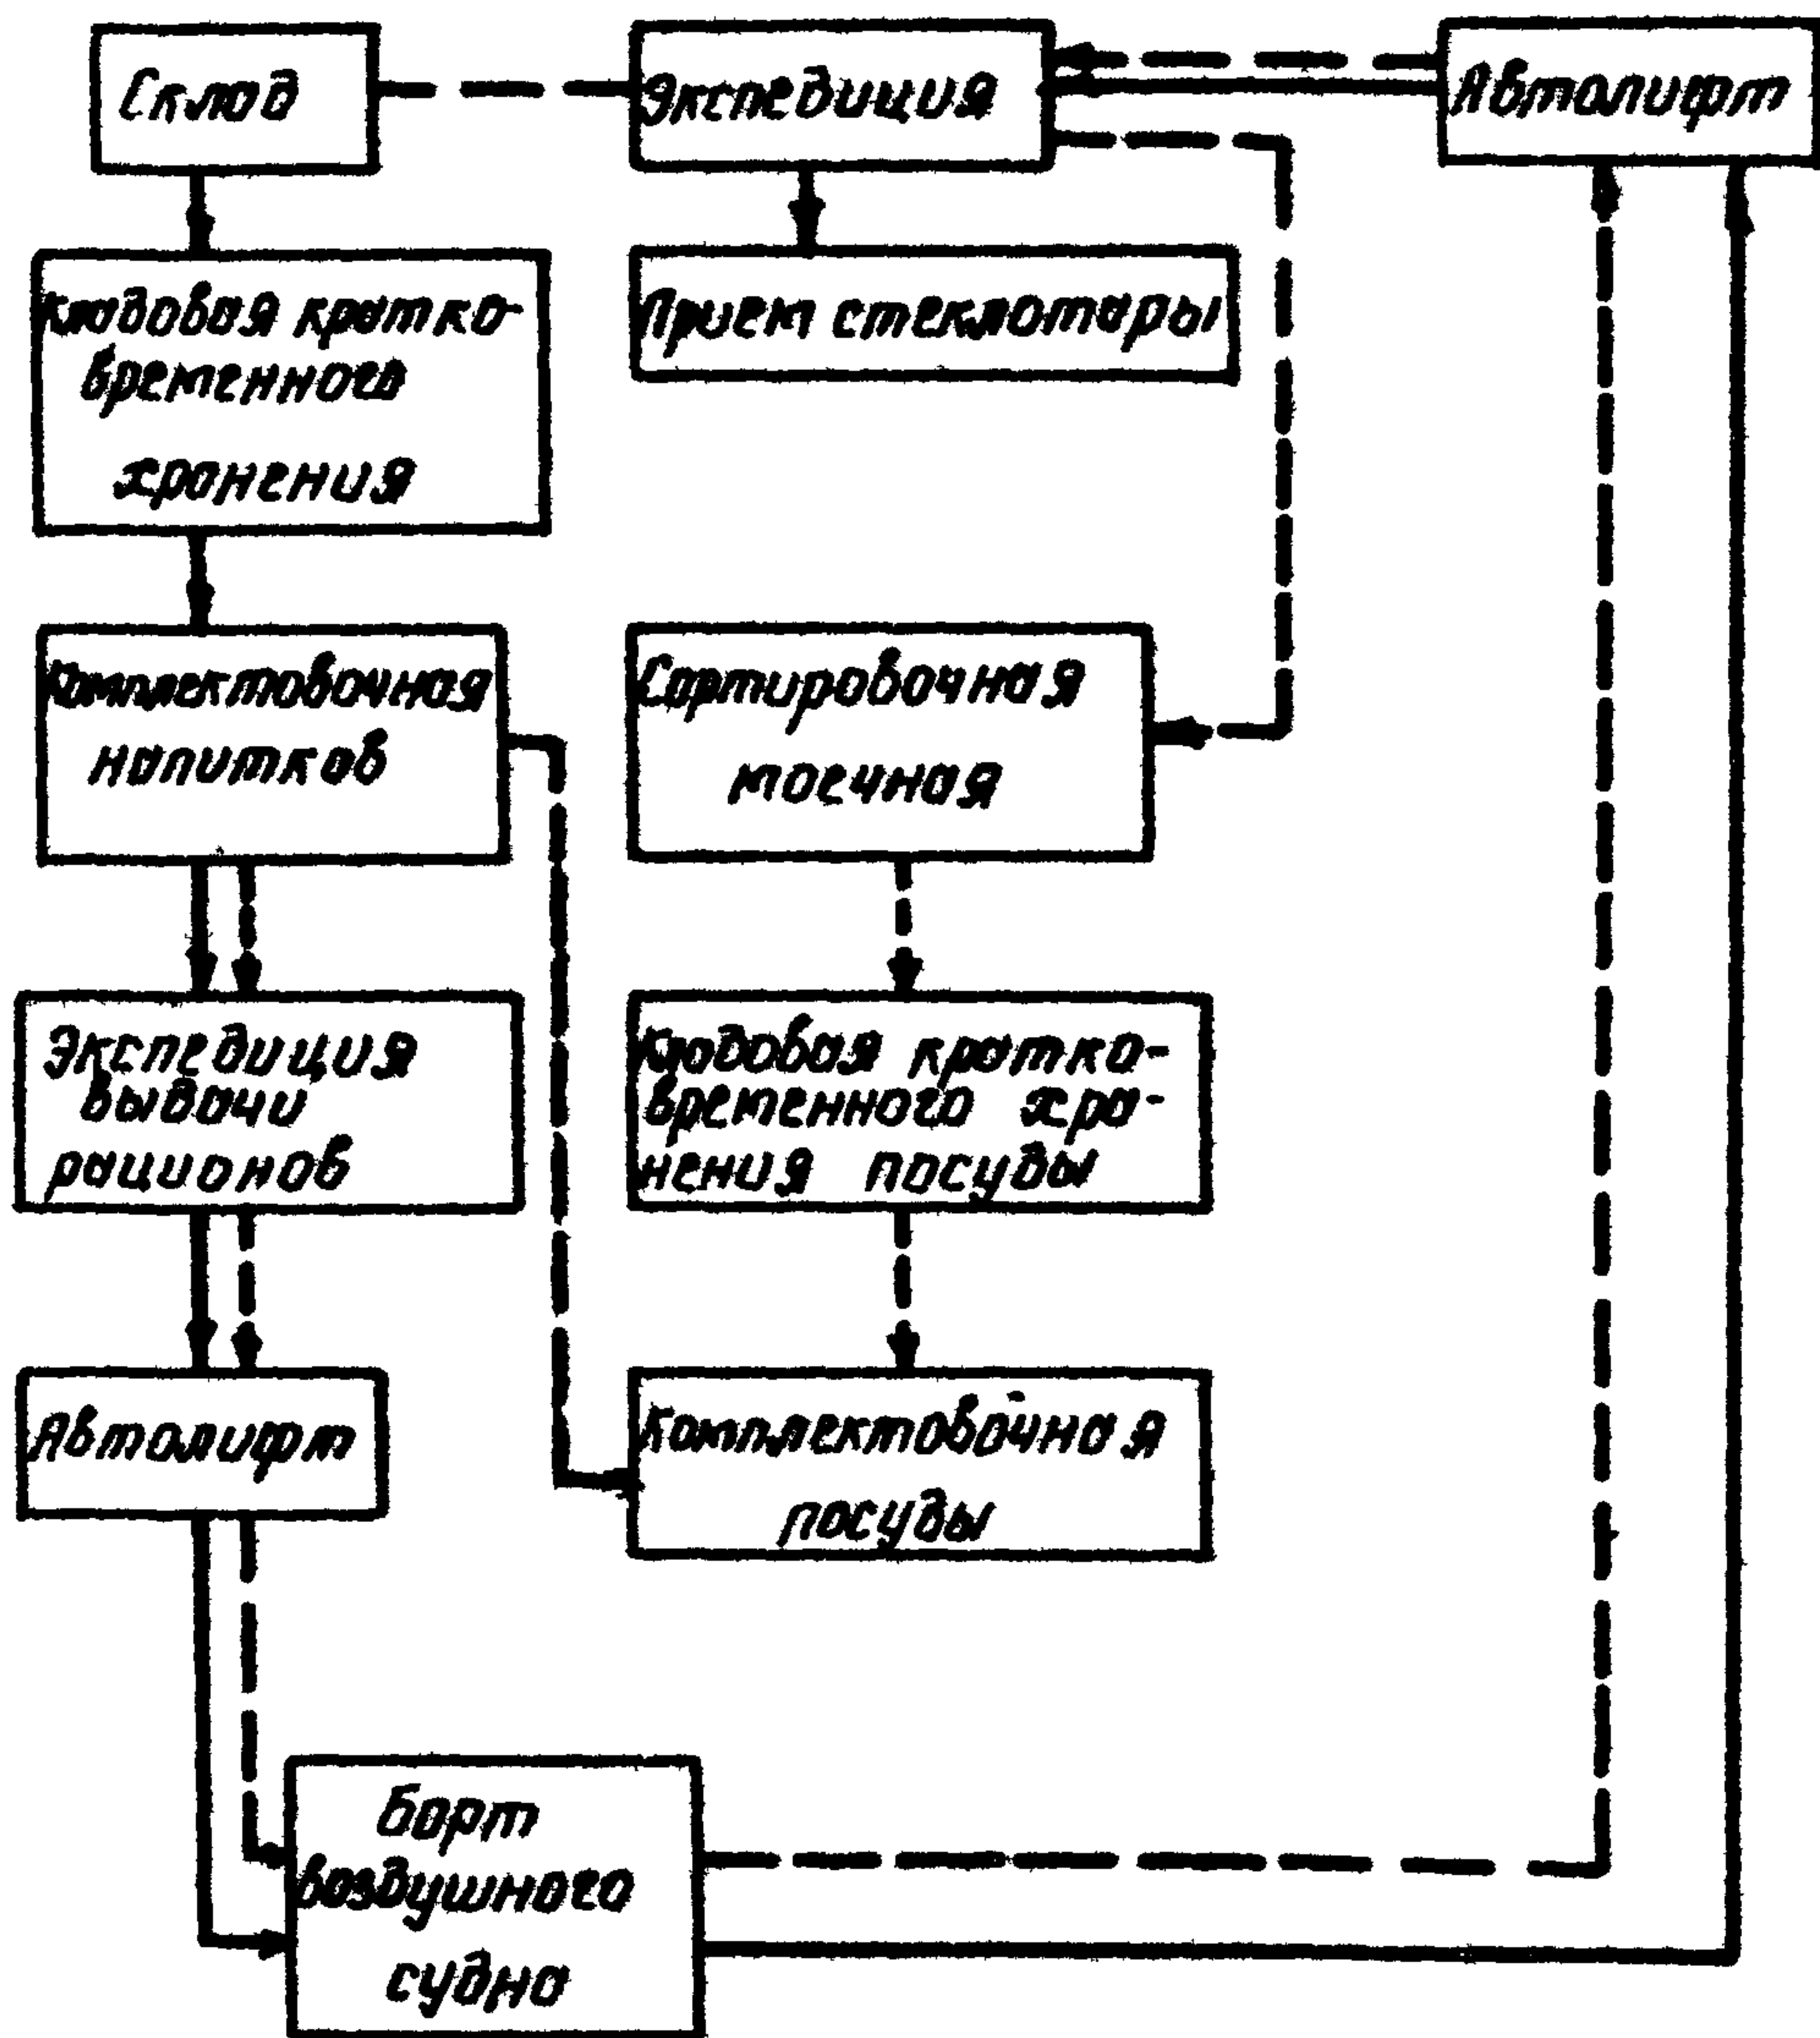 Склад
Экспедиция
Автолифт
Кладовая кратко-
временного
хранения
Прием стеклотары
Комплектовочная
напитков
Сортировочная
моечная
Экспедиция
выдачи
рационов
Кладовая кратко-
временного хра-
нения посуды
Автолифт
Комплектовочная
посуды
Борт
воздушного
судна